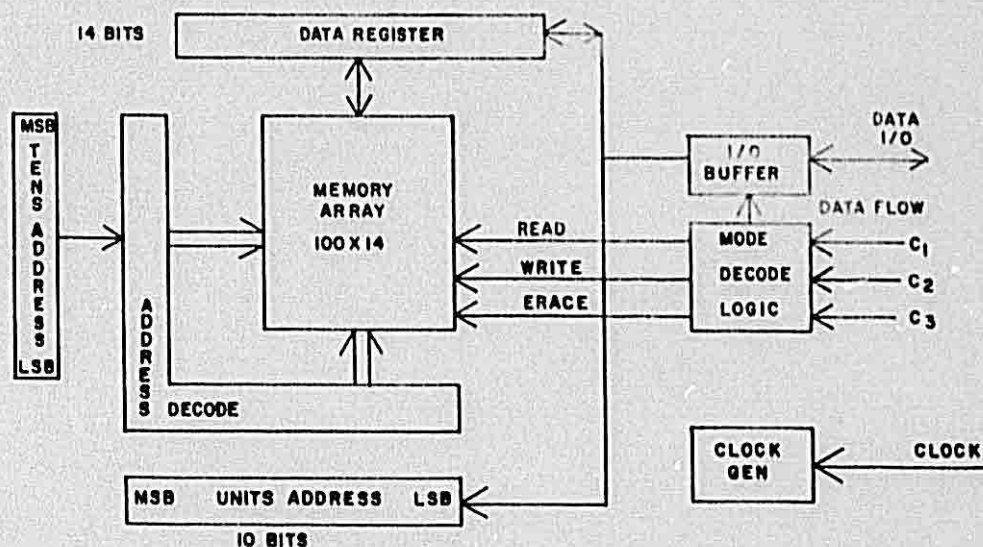 14 BITS
DATA REGISTER
MSB
TENS ADDRESS
LSB
ADDRESS
DECODE
MEMORY
ARRAY
100 X 14
READ
WRITE
ERACE
I/O
BUFFER
DATA
I/O
DATA FLOW
MODE
DECODE
LOGIC
C1
C2
C3
CLOCK
GEN
CLOCK
MSB UNITS ADDRESS LSB
10 BITS